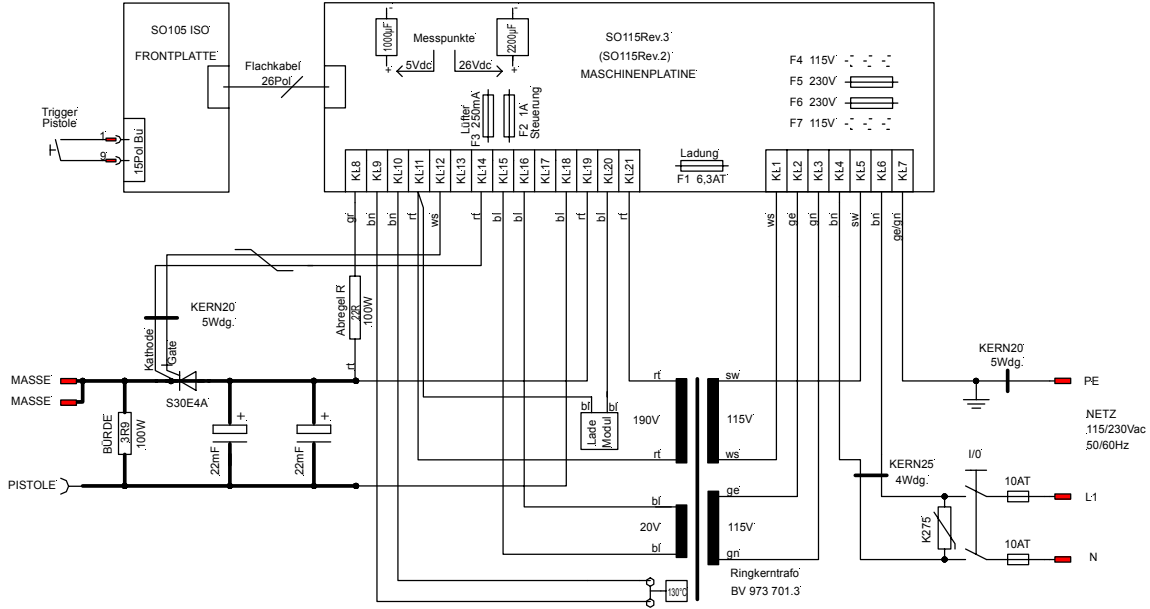 SO105 ISO
FRONTPLATTE
Flachkabel
26Pol
Trigger
Pistole
1
9
15Pol Bu
1000µF
2200µF
Messpunkte
5Vdc
26Vdc
-
-
+
+
SO115Rev.3
(SO115Rev.2)
MASCHINENPLATINE
F4 115V
F5 230V
F6 230V
F7 115V
Lüfter
F3 250mA
F2 1A
Steuerung
Ladung
F1 6,3AT
KL8
KL9
KL10
KL11
KL12
KL13
KL14
KL15
KL16
KL17
KL18
KL19
KL20
KL21
KL1
KL2
KL3
KL4
KL5
KL6
KL7
gr
bn
bn
rt
ws
rt
bl
bl
bl
rt
bl
rt
ws
ge
gn
bn
sw
bn
ge/gn
KERN20
5Wdg.
Kathode
Gate
Abregel R
22R
100W
rt
S30E4A
MASSE
MASSE
BÜRDE
3R9
100W
+
22mF
+
22mF
PISTOLE
bl
bl
Lade
Modul
rt
190V
rt
sw
115V
ws
bl
20V
bl
ge
115V
gn
130°C
Ringkerntrafo
BV 973 701.3
KERN20
5Wdg.
PE
NETZ
115/230Vac
50/60Hz
KERN25
4Wdg.
I/0
10AT
L1
K275
10AT
N